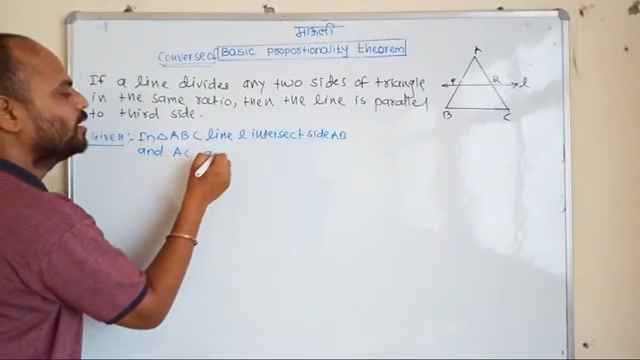 माऊली
Converse of Basic proportionality theorem
If a line divides any two sides of triangle
in the same ratio, then the line is parallel
to third side.
Given:- In △ABC line l intersect side AB
and AC
A
P Q l
B C